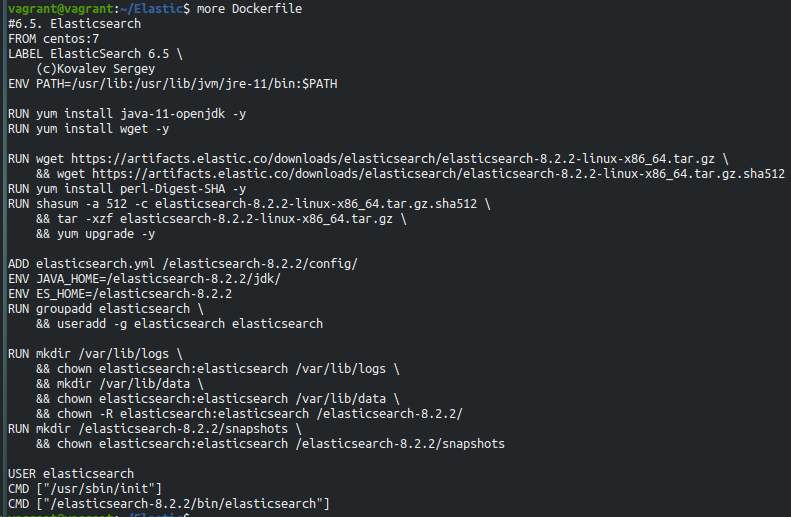 vagrant@vagrant:~/Elastic$ more Dockerfile
#6.5. Elasticsearch
FROM centos:7
LABEL ElasticSearch 6.5 \
    (c)Kovalev Sergey
ENV PATH=/usr/lib:/usr/lib/jvm/jre-11/bin:$PATH

RUN yum install java-11-openjdk -y
RUN yum install wget -y

RUN wget https://artifacts.elastic.co/downloads/elasticsearch/elasticsearch-8.2.2-linux-x86_64.tar.gz \
    && wget https://artifacts.elastic.co/downloads/elasticsearch/elasticsearch-8.2.2-linux-x86_64.tar.gz.sha512
RUN yum install perl-Digest-SHA -y
RUN shasum -a 512 -c elasticsearch-8.2.2-linux-x86_64.tar.gz.sha512 \
    && tar -xzf elasticsearch-8.2.2-linux-x86_64.tar.gz \
    && yum upgrade -y

ADD elasticsearch.yml /elasticsearch-8.2.2/config/
ENV JAVA_HOME=/elasticsearch-8.2.2/jdk/
ENV ES_HOME=/elasticsearch-8.2.2
RUN groupadd elasticsearch \
    && useradd -g elasticsearch elasticsearch

RUN mkdir /var/lib/logs \
    && chown elasticsearch:elasticsearch /var/lib/logs \
    && mkdir /var/lib/data \
    && chown elasticsearch:elasticsearch /var/lib/data \
    && chown -R elasticsearch:elasticsearch /elasticsearch-8.2.2/
RUN mkdir /elasticsearch-8.2.2/snapshots \
    && chown elasticsearch:elasticsearch /elasticsearch-8.2.2/snapshots

USER elasticsearch
CMD ["/usr/sbin/init"]
CMD ["/elasticsearch-8.2.2/bin/elasticsearch"]
vagrant@vagrant:~/Elastic$